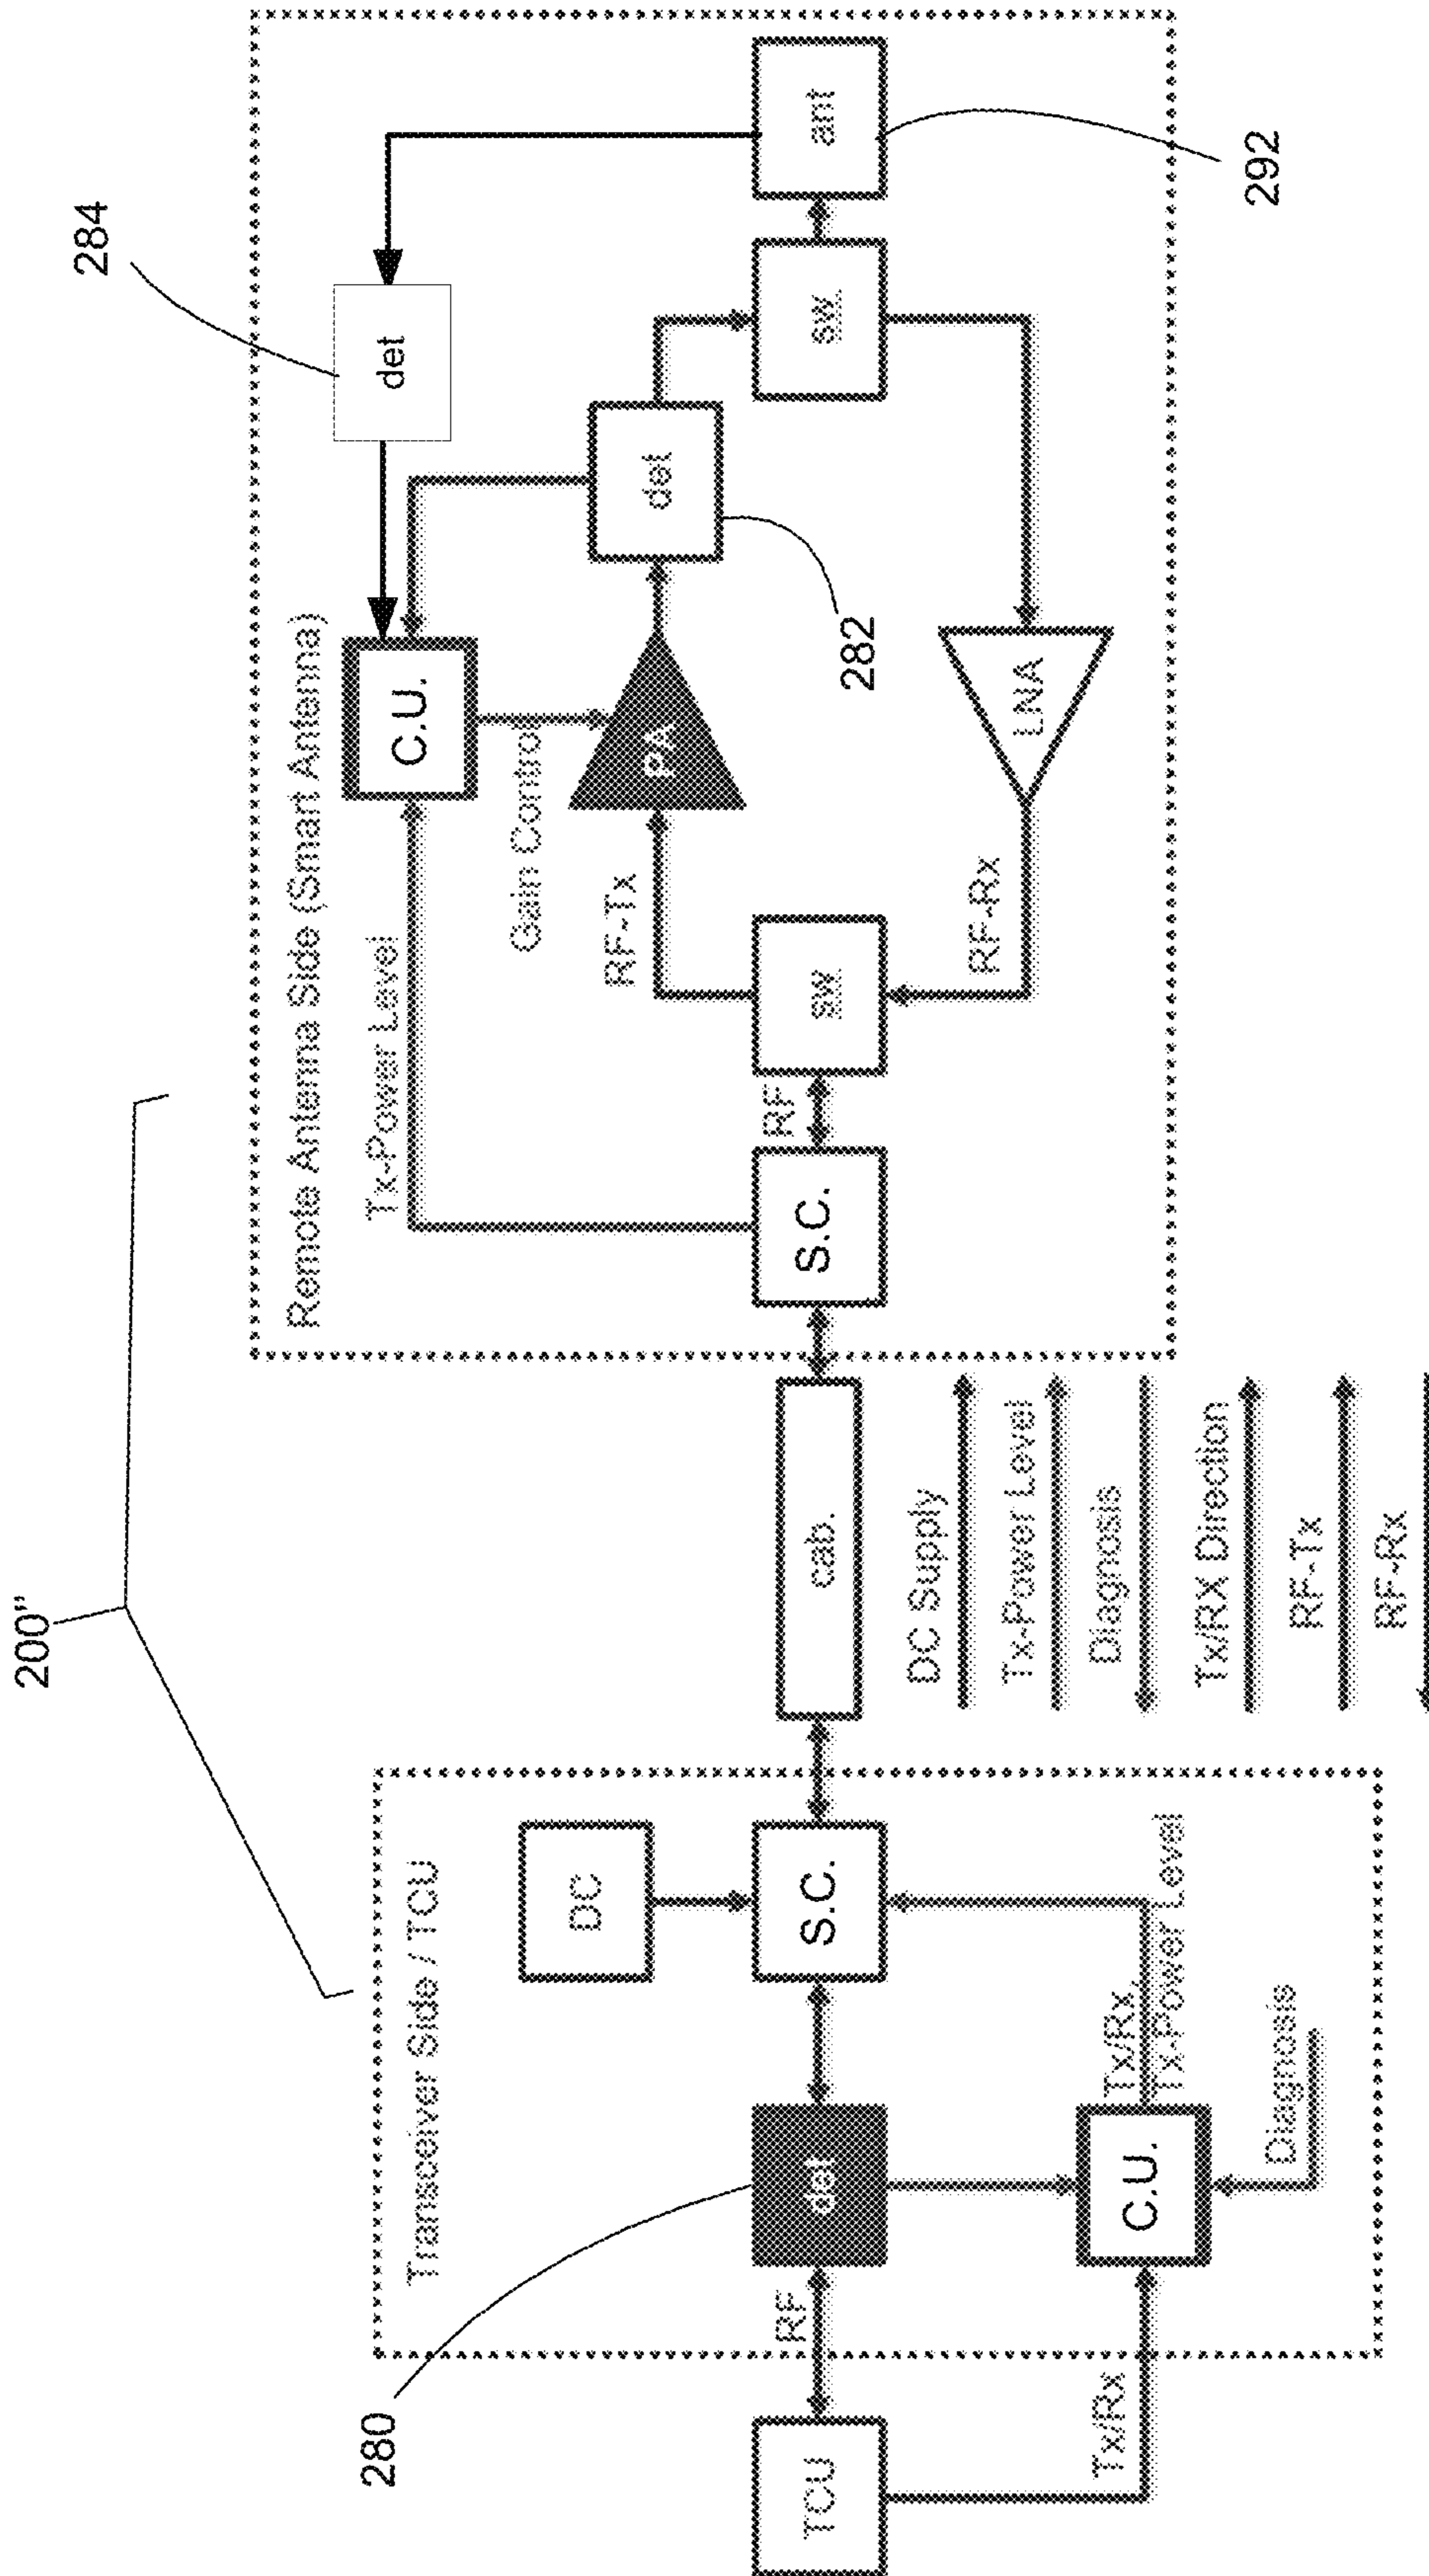 200"
Transceiver Side / TCU
Remote Antenna Side (Smart Antenna)
280
284
282
292
TCU
RF
Tx/Rx
det
C.U.
Diagnosis
Tx/Rx,
Tx-Power Level
DC
S.C.
cab.
DC Supply
Tx-Power Level
Diagnosis
Tx/RX Direction
RF-Tx
RF-Rx
S.C.
RF
sw
Tx-Power Level
C.U.
Gain Control
RF-Tx
PA
det
det
sw
ant
LNA
RF-Rx